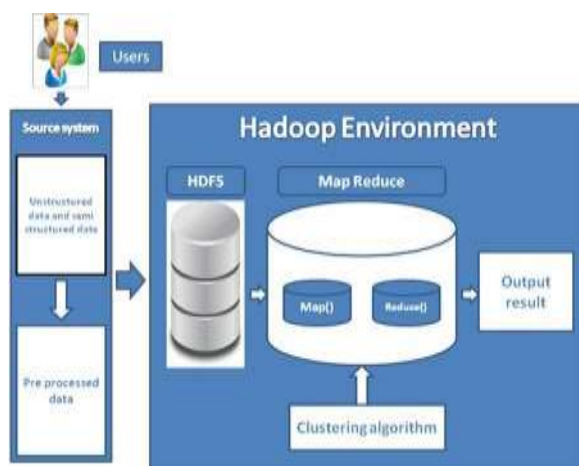 Users
Source system
Unstructured
data and semi
structured data
Pre processed
data
Hadoop Environment
HDFS
Map Reduce
Map()
Reduce()
Output
result
Clustering algorithm